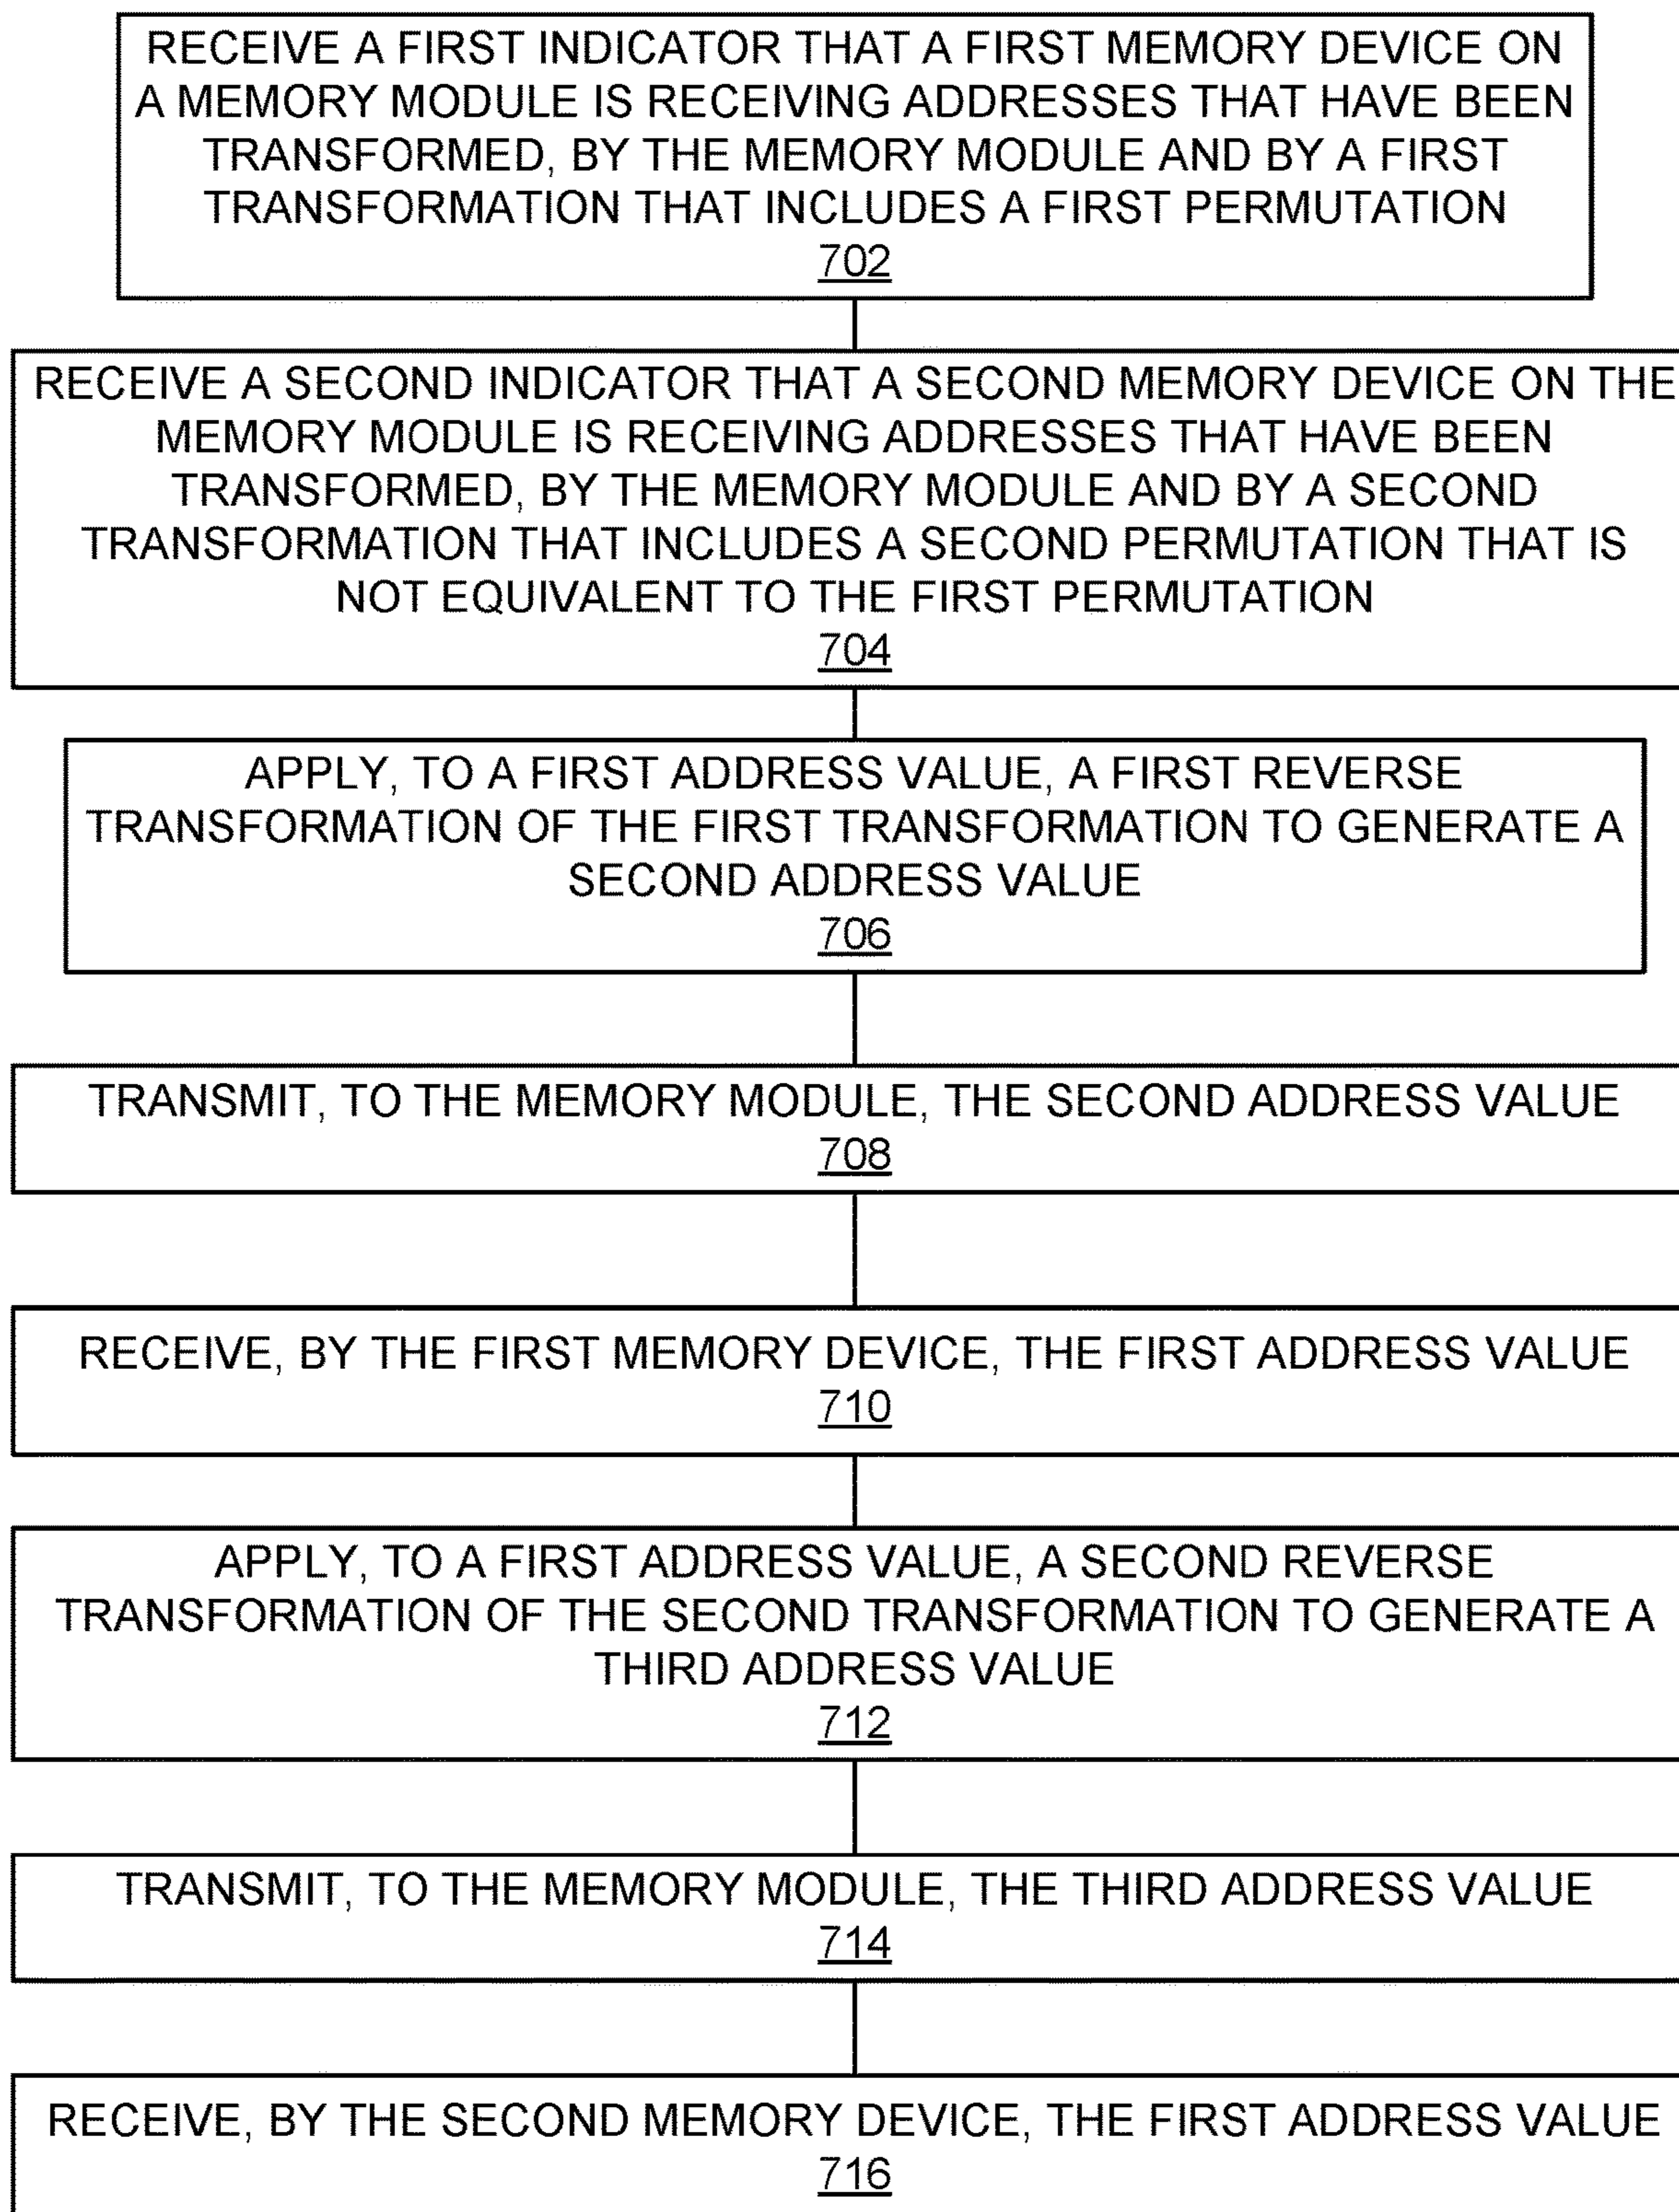 RECEIVE A FIRST INDICATOR THAT A FIRST MEMORY DEVICE ON
A MEMORY MODULE IS RECEIVING ADDRESSES THAT HAVE BEEN
TRANSFORMED, BY THE MEMORY MODULE AND BY A FIRST
TRANSFORMATION THAT INCLUDES A FIRST PERMUTATION
702
RECEIVE A SECOND INDICATOR THAT A SECOND MEMORY DEVICE ON THE
MEMORY MODULE IS RECEIVING ADDRESSES THAT HAVE BEEN
TRANSFORMED, BY THE MEMORY MODULE AND BY A SECOND
TRANSFORMATION THAT INCLUDES A SECOND PERMUTATION THAT IS
NOT EQUIVALENT TO THE FIRST PERMUTATION
704
APPLY, TO A FIRST ADDRESS VALUE, A FIRST REVERSE
TRANSFORMATION OF THE FIRST TRANSFORMATION TO GENERATE A
SECOND ADDRESS VALUE
706
TRANSMIT, TO THE MEMORY MODULE, THE SECOND ADDRESS VALUE
708
RECEIVE, BY THE FIRST MEMORY DEVICE, THE FIRST ADDRESS VALUE
710
APPLY, TO A FIRST ADDRESS VALUE, A SECOND REVERSE
TRANSFORMATION OF THE SECOND TRANSFORMATION TO GENERATE A
THIRD ADDRESS VALUE
712
TRANSMIT, TO THE MEMORY MODULE, THE THIRD ADDRESS VALUE
714
RECEIVE, BY THE SECOND MEMORY DEVICE, THE FIRST ADDRESS VALUE
716